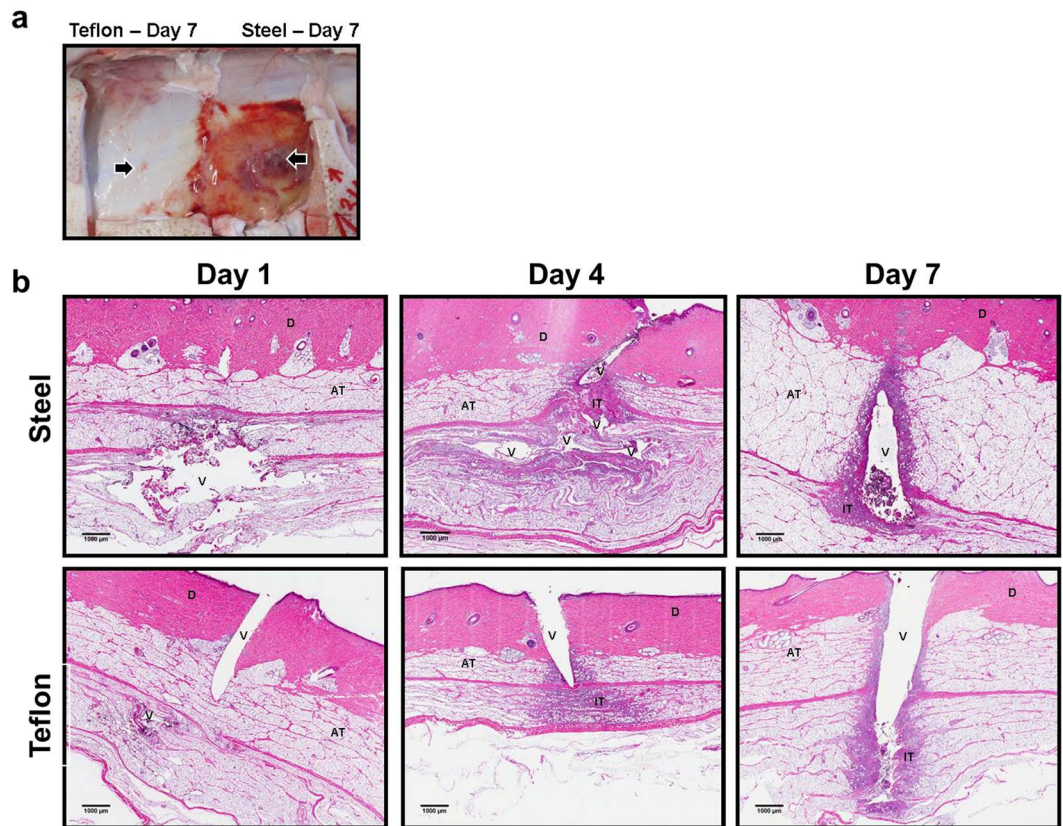 a
Teflon – Day 7 Steel – Day 7
b
Day 1 Day 4 Day 7
Steel
D
AT
V
1000 µm
D
V
AT
IT
V
V
V
V
1000 µm
D
AT
V
IT
1000 µm
Teflon
D
V
V
AT
1000 µm
V
D
AT
IT
1000 µm
D
V
AT
IT
1000 µm